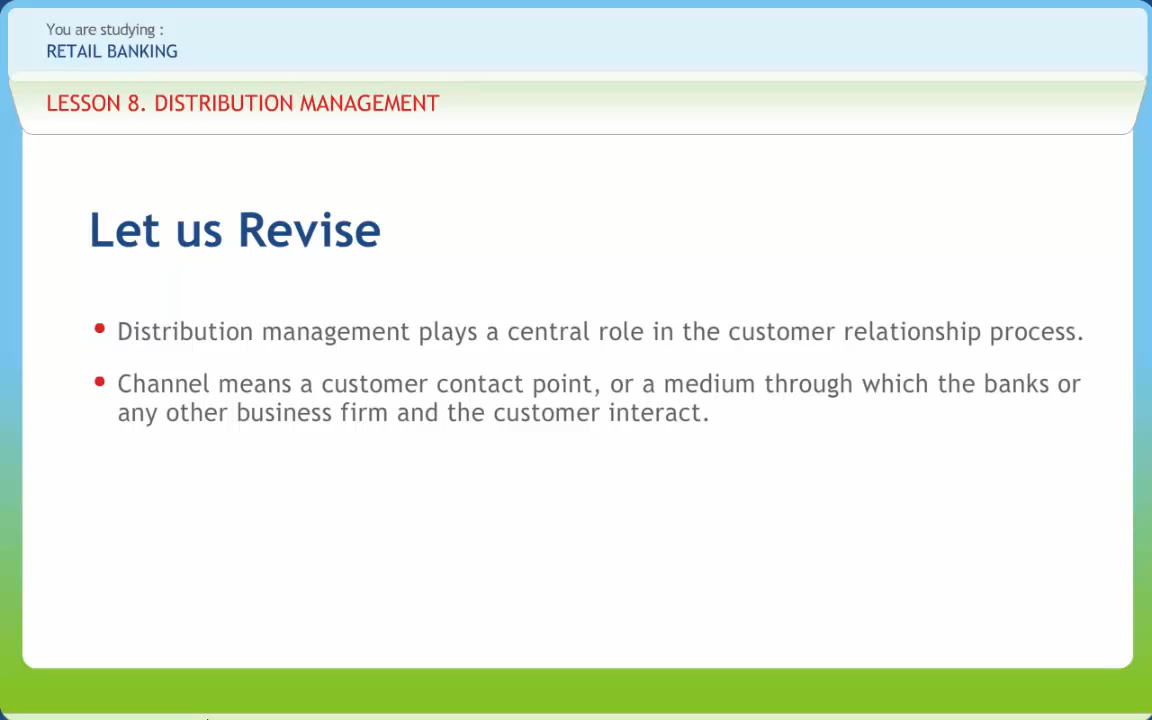 You are studying :
RETAIL BANKING
LESSON 8. DISTRIBUTION MANAGEMENT
Let us Revise
• Distribution management plays a central role in the customer relationship process.
• Channel means a customer contact point, or a medium through which the banks or
any other business firm and the customer interact.